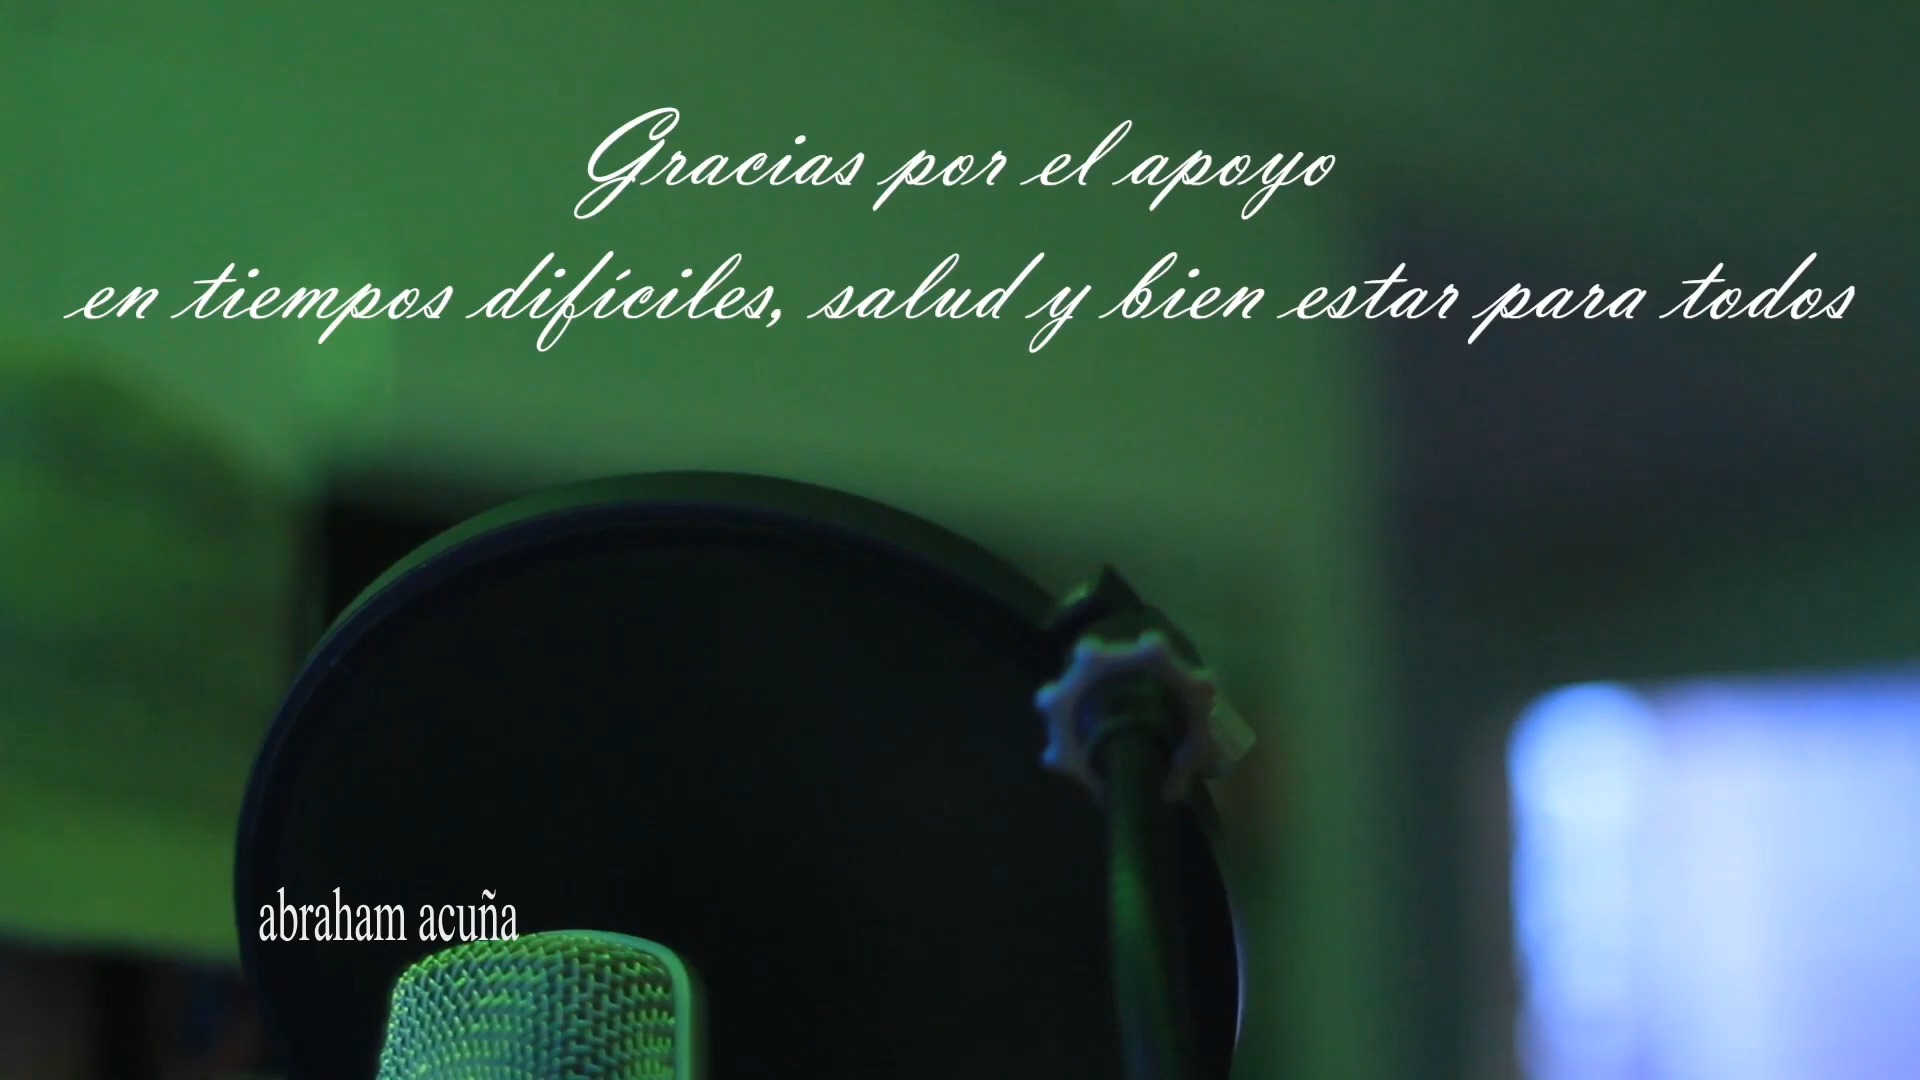 Gracias por el apoyo
en tiempos difíciles, salud y bien estar para todos
abraham acuña